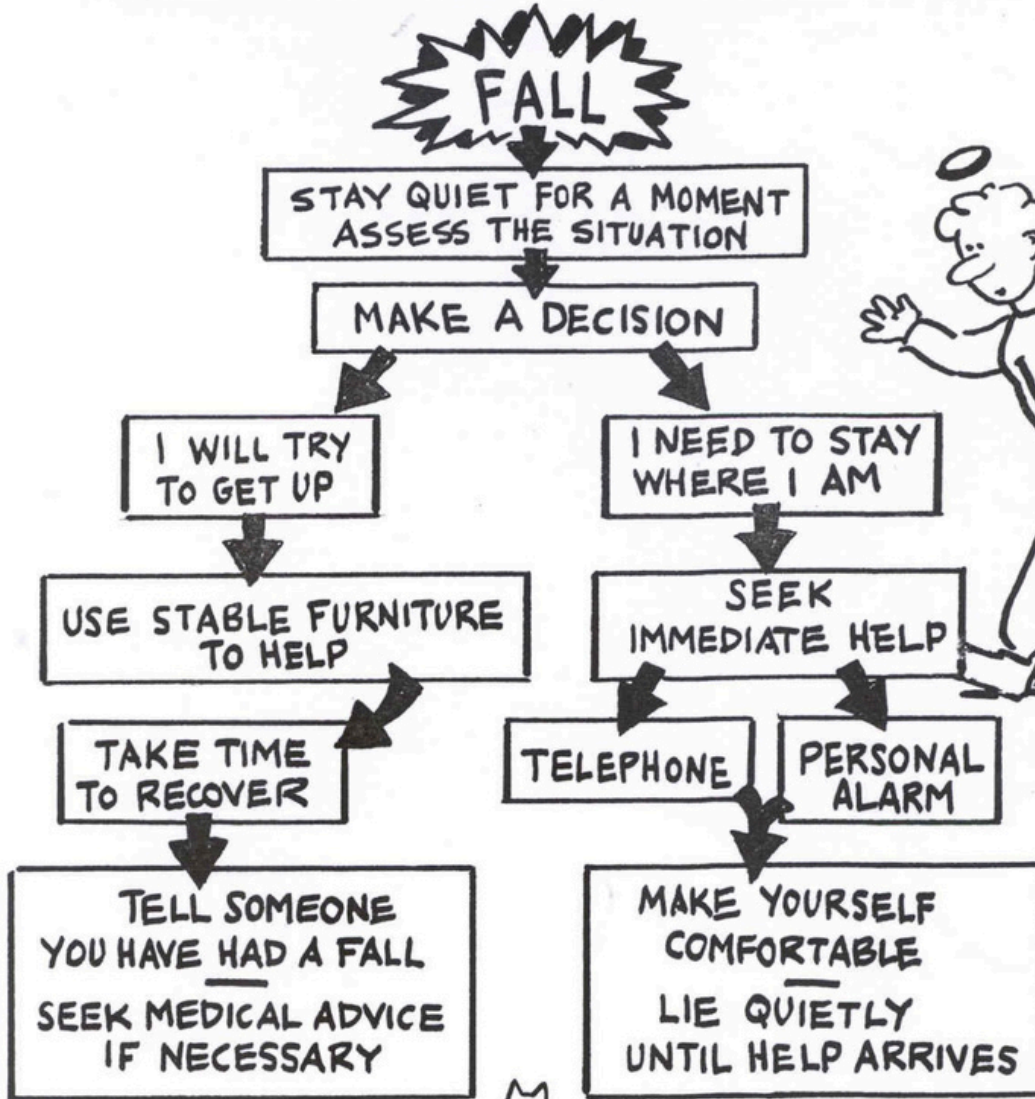 FALL
STAY QUIET FOR A MOMENT
ASSESS THE SITUATION
MAKE A DECISION
I WILL TRY
TO GET UP
USE STABLE FURNITURE
TO HELP
TAKE TIME
TO RECOVER
TELL SOMEONE
YOU HAVE HAD A FALL
SEEK MEDICAL ADVICE
IF NECESSARY
I NEED TO STAY
WHERE I AM
SEEK
IMMEDIATE HELP
TELEPHONE
PERSONAL
ALARM
MAKE YOURSELF
COMFORTABLE
LIE QUIETLY
UNTIL HELP ARRIVES